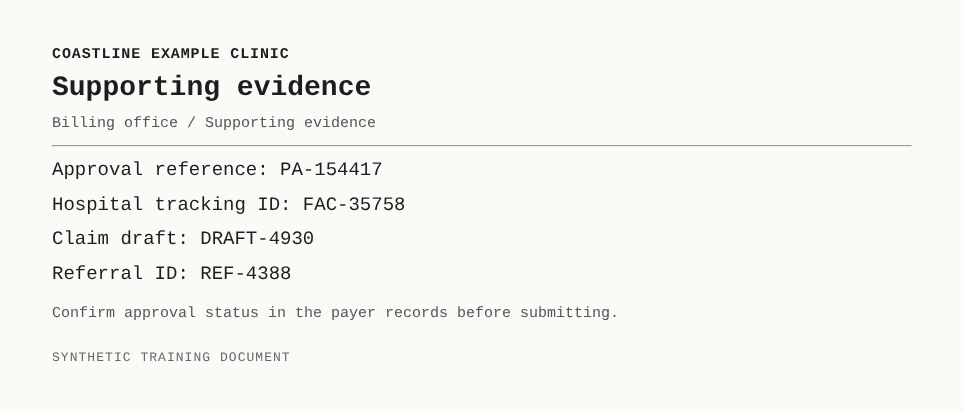 COASTLINE EXAMPLE CLINIC
Supporting evidence
Billing office / Supporting evidence
Approval reference: PA-154417
Hospital tracking ID: FAC-35758
Claim draft: DRAFT-4930
Referral ID: REF-4388
Confirm approval status in the payer records before submitting.
SYNTHETIC TRAINING DOCUMENT